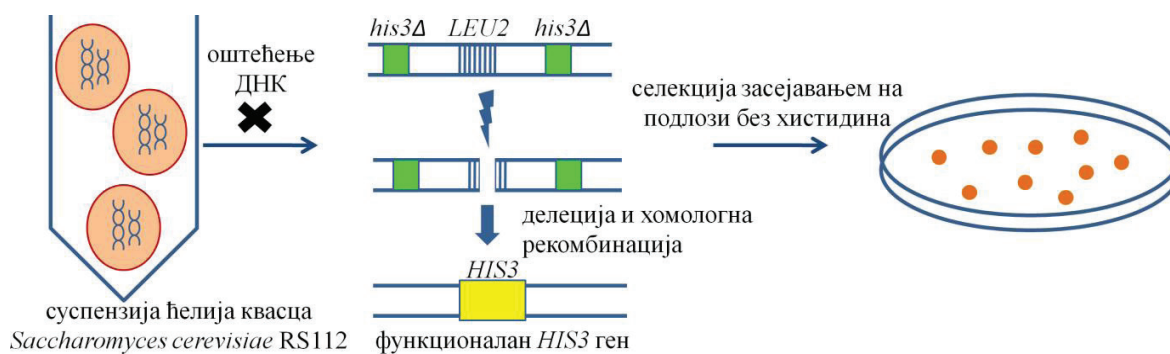 оштећење
ДНК
his3Δ LEU2 his3Δ
селекција засејавањем на
подлози без хистидина
делеција и хомологна
рекомбинација
HIS3
суспензија ћелија квасца
Saccharomyces cerevisiae RS112
функционалан HIS3 ген